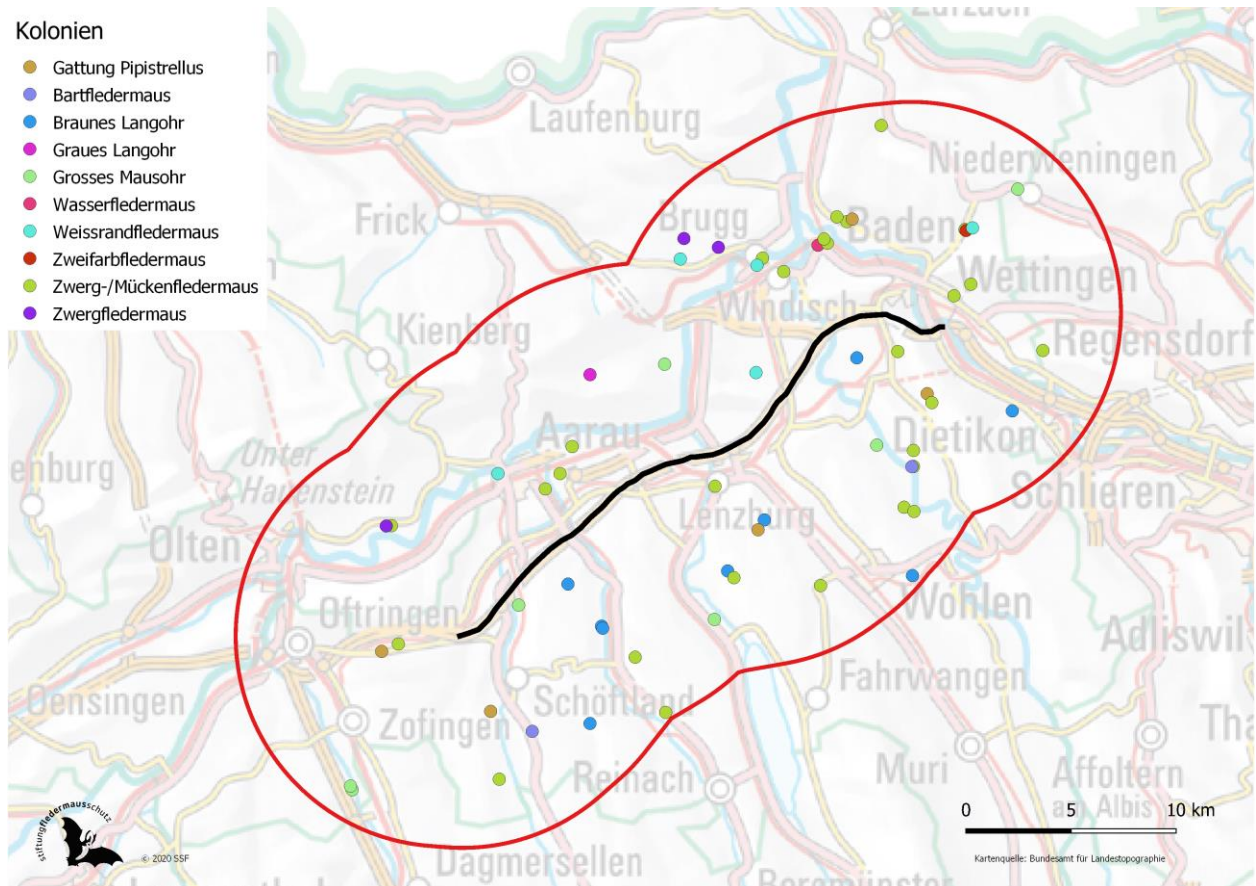 Kolonien
Gattung Pipistrellus
Bartfledermaus
Braunes Langohr
Graues Langohr
Grosses Mausohr
Wasserfledermaus
Weissrandfledermaus
Zweifarbfledermaus
Zwerg-/Mückenfledermaus
Zwergfledermaus
Laufenburg
Niederweningen
Frick
Brugg
Baden
Wettingen
Windisch
Kienberg
Regensdorf
Aarau
Dietikon
Unter
Hauenstein
enburg
Schlieren
Lenzburg
Olten
Oftringen
Wohlen
Adliswil
Fahrwangen
Oensingen
Schöftland
Zofingen
Muri
Reinach
Affoltern
am Albis
Dagmersellen
0 5 10 km
stiftungfledermausschutz
© 2020 SSF
Kartenquelle: Bundesamt für Landestopographie